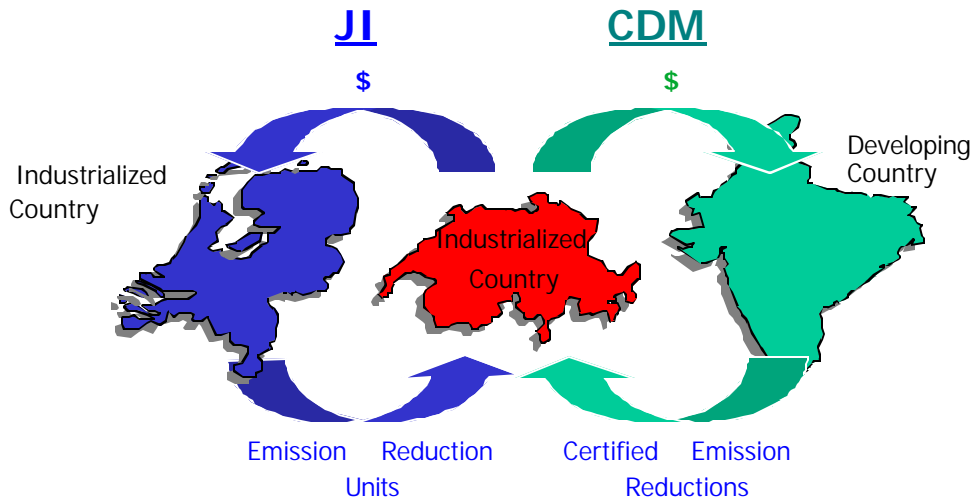 JI
CDM
$
$
Industrialized
Country
Industrialized
Country
Developing
Country
Emission Reduction
Units
Certified Emission
Reductions